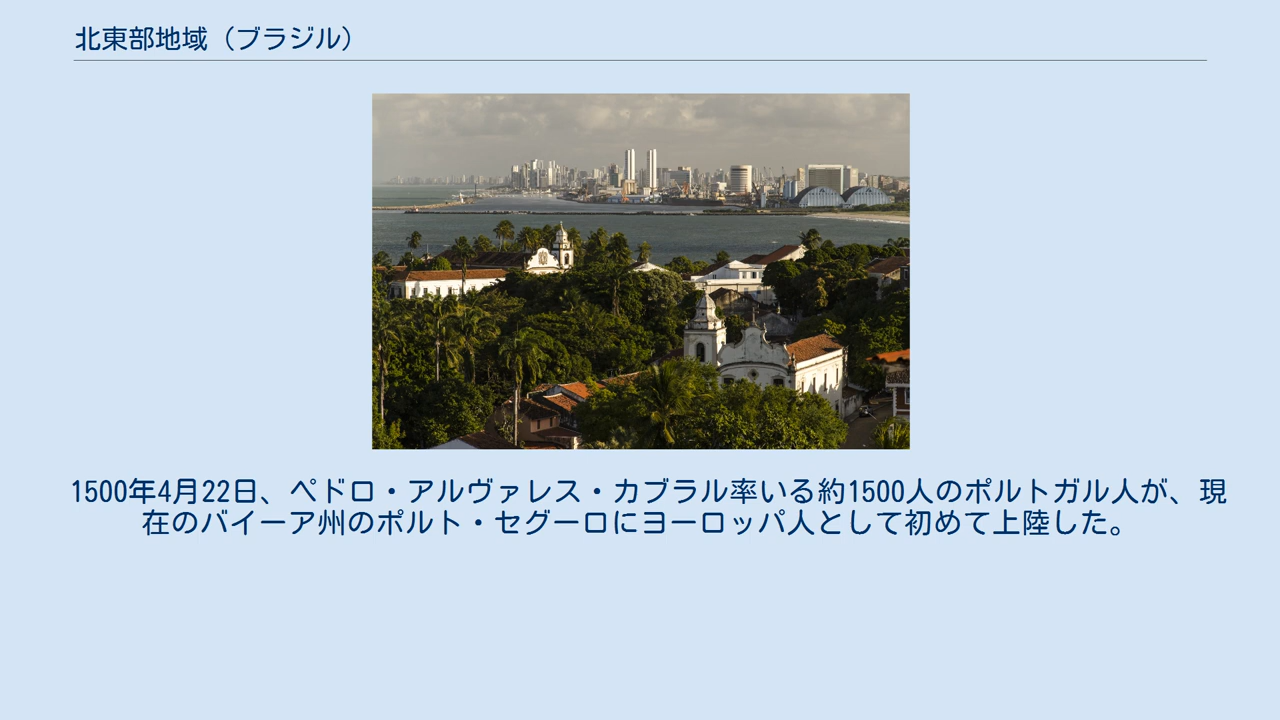 北東部地域（ブラジル）
1500年4月22日、ペドロ・アルヴァレス・カブラル率いる約1500人のポルトガル人が、現
在のバイーア州のポルト・セグーロにヨーロッパ人として初めて上陸した。